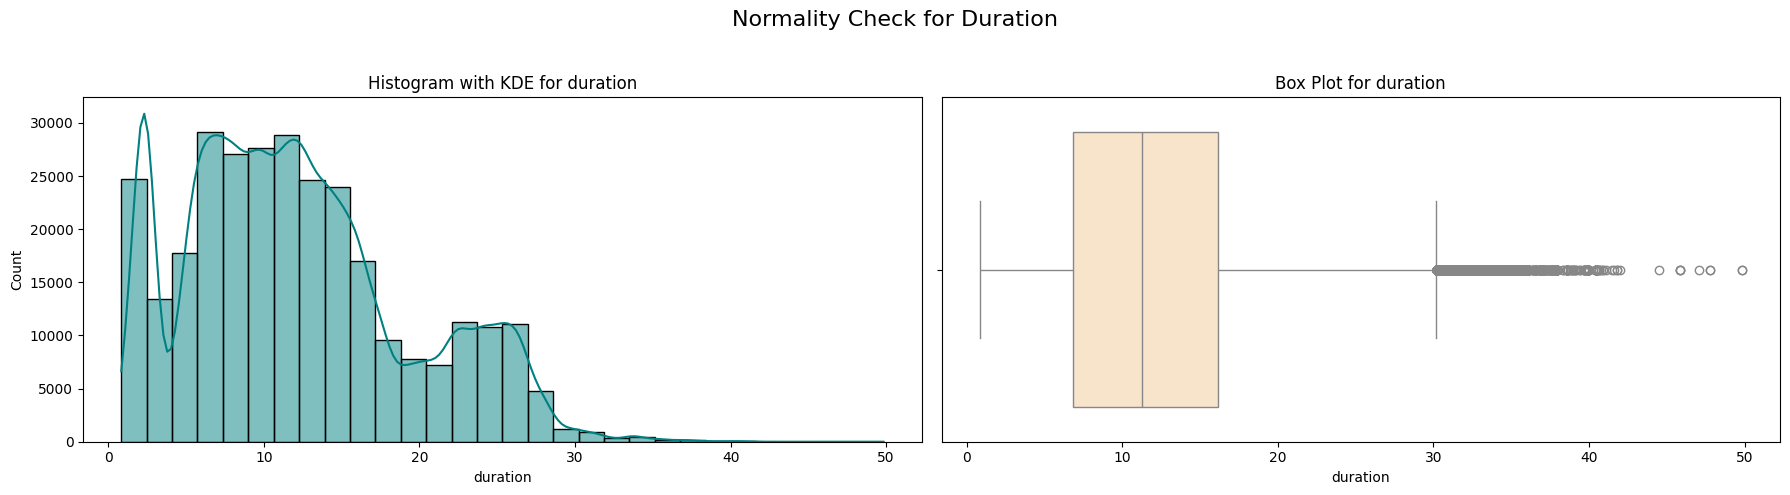 Normality Check for Duration
Histogram with KDE for duration
30000
25000
20000
15000
10000
5000
0
Count
0 10 20 30 40 50
duration
Box Plot for duration
0 10 20 30 40 50
duration